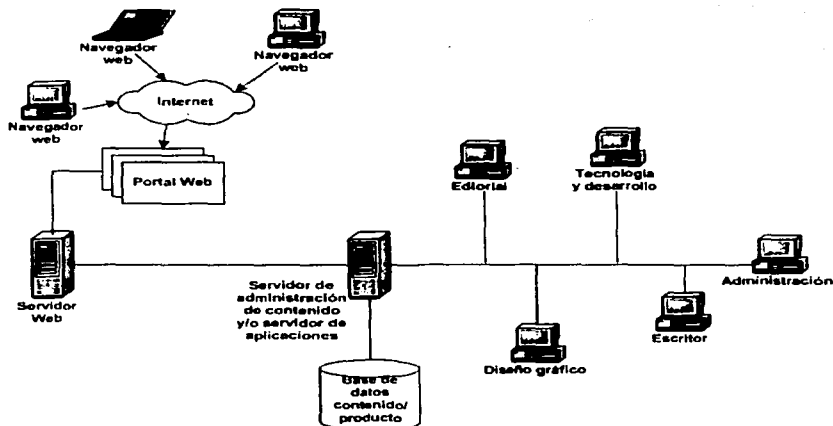 Navegador
web
Navegador
web
Navegador
web
Internet
Portal Web
Servidor
Web
Servidor de
administración
de contenido
y/o servidor de
aplicaciones
Base de
datos
contenido/
producto
Ediorial
Tecnología
y desarrollo
Administración
Escritor
Diseño gráfico